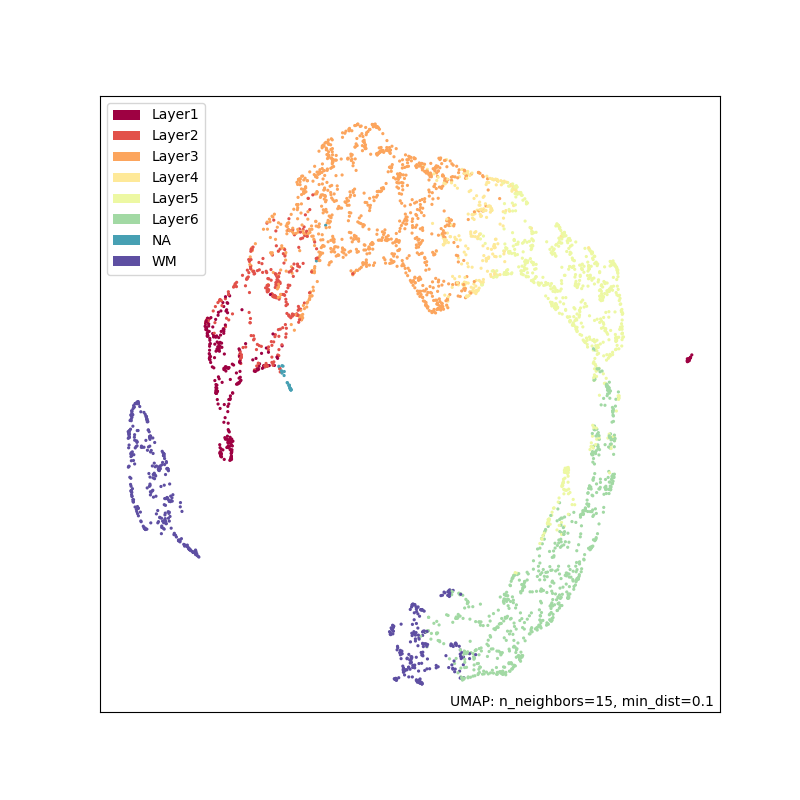 Layer1
Layer2
Layer3
Layer4
Layer5
Layer6
NA
WM
UMAP: n_neighbors=15, min_dist=0.1